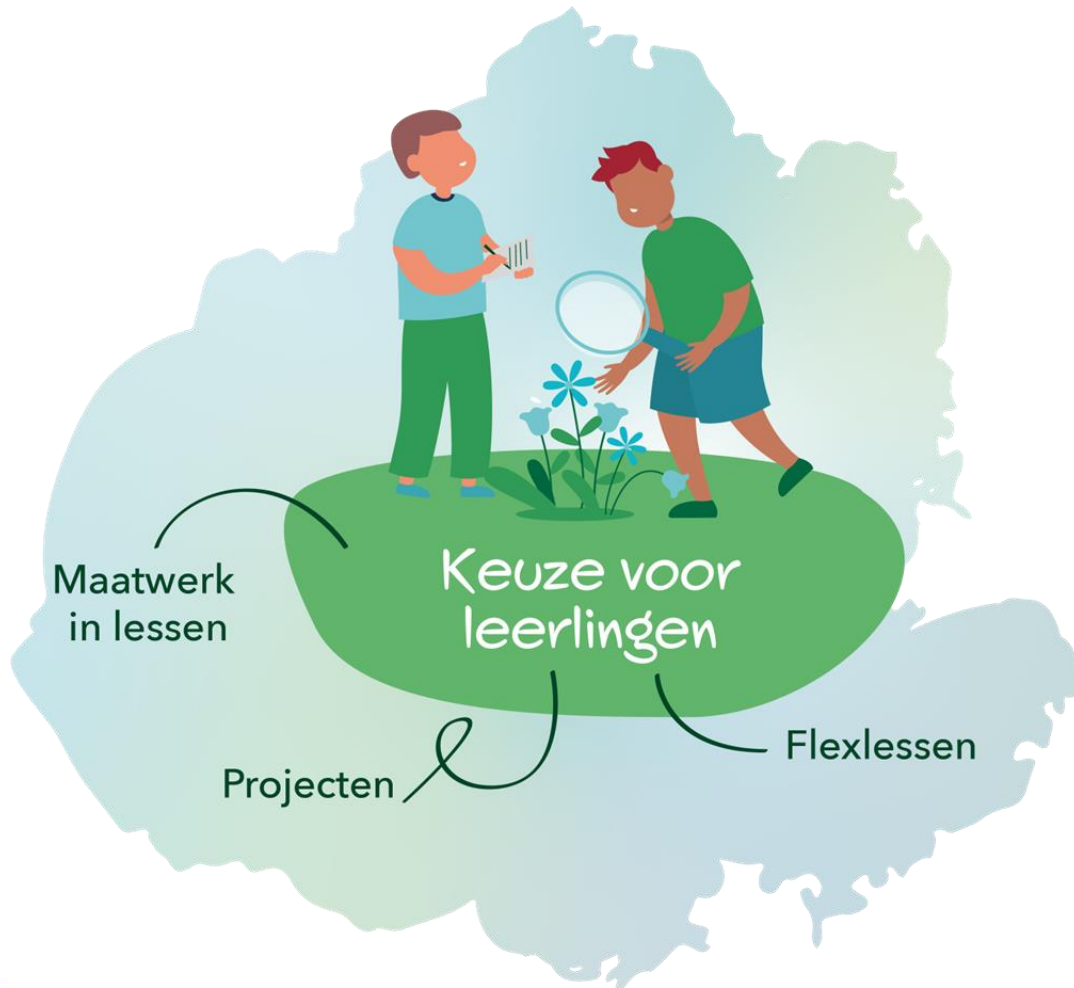 Maatwerk
in lessen
Keuze voor
leerlingen
Projecten
Flexlessen